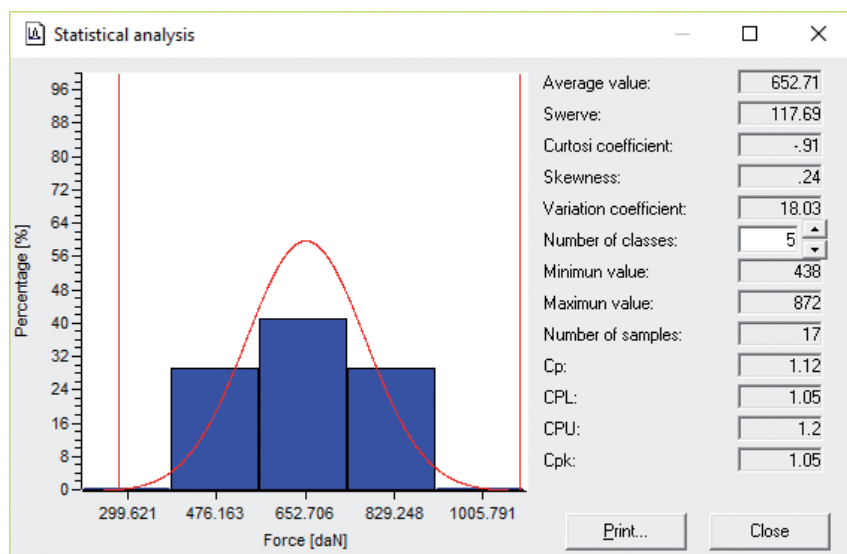 Statistical analysis
96
88
80
72
64
56
48
40
32
24
16
8
0
Percentage [%]
299.621 476.163 652.706 829.248 1005.791
Force [daN]
Average value: 652.71
Swerve: 117.69
Curtosi coefficient: -.91
Skewness: .24
Variation coefficient: 18.03
Number of classes: 5
Minimun value: 438
Maximun value: 872
Number of samples: 17
Cp: 1.12
CPL: 1.05
CPU: 1.2
Cpk: 1.05
Print... Close